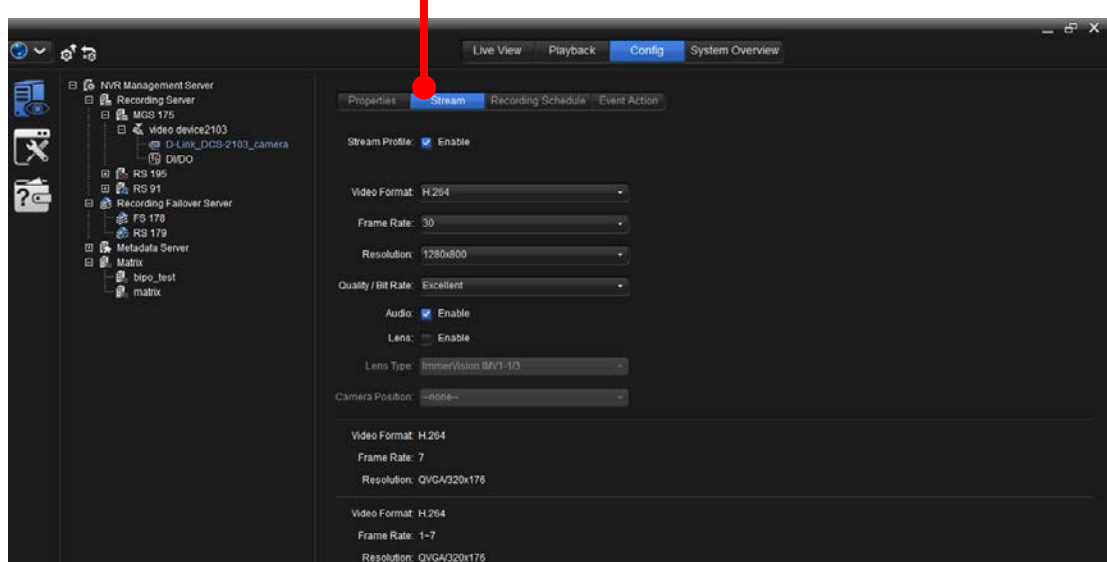 Live View Playback Config System Overview
NVR Management Server
Recording Server
MGS 175
video device2103
D-Link_DCS-2103_camera
DI/DO
RS 195
RS 91
Recording Failover Server
FS 178
RS 179
Metadata Server
Matrix
bipo_test
matrix
Properties Stream Recording Schedule Event Action
Stream Profile: Enable
Video Format: H.264
Frame Rate: 30
Resolution: 1280x800
Quality / Bit Rate: Excellent
Audio: Enable
Lens: Enable
Lens Type: ImmerVision IMV1-1/3
Camera Position: --none--
Video Format: H.264
Frame Rate: 7
Resolution: QVGA/320x176
Video Format: H.264
Frame Rate: 1~7
Resolution: QVGA/320x176